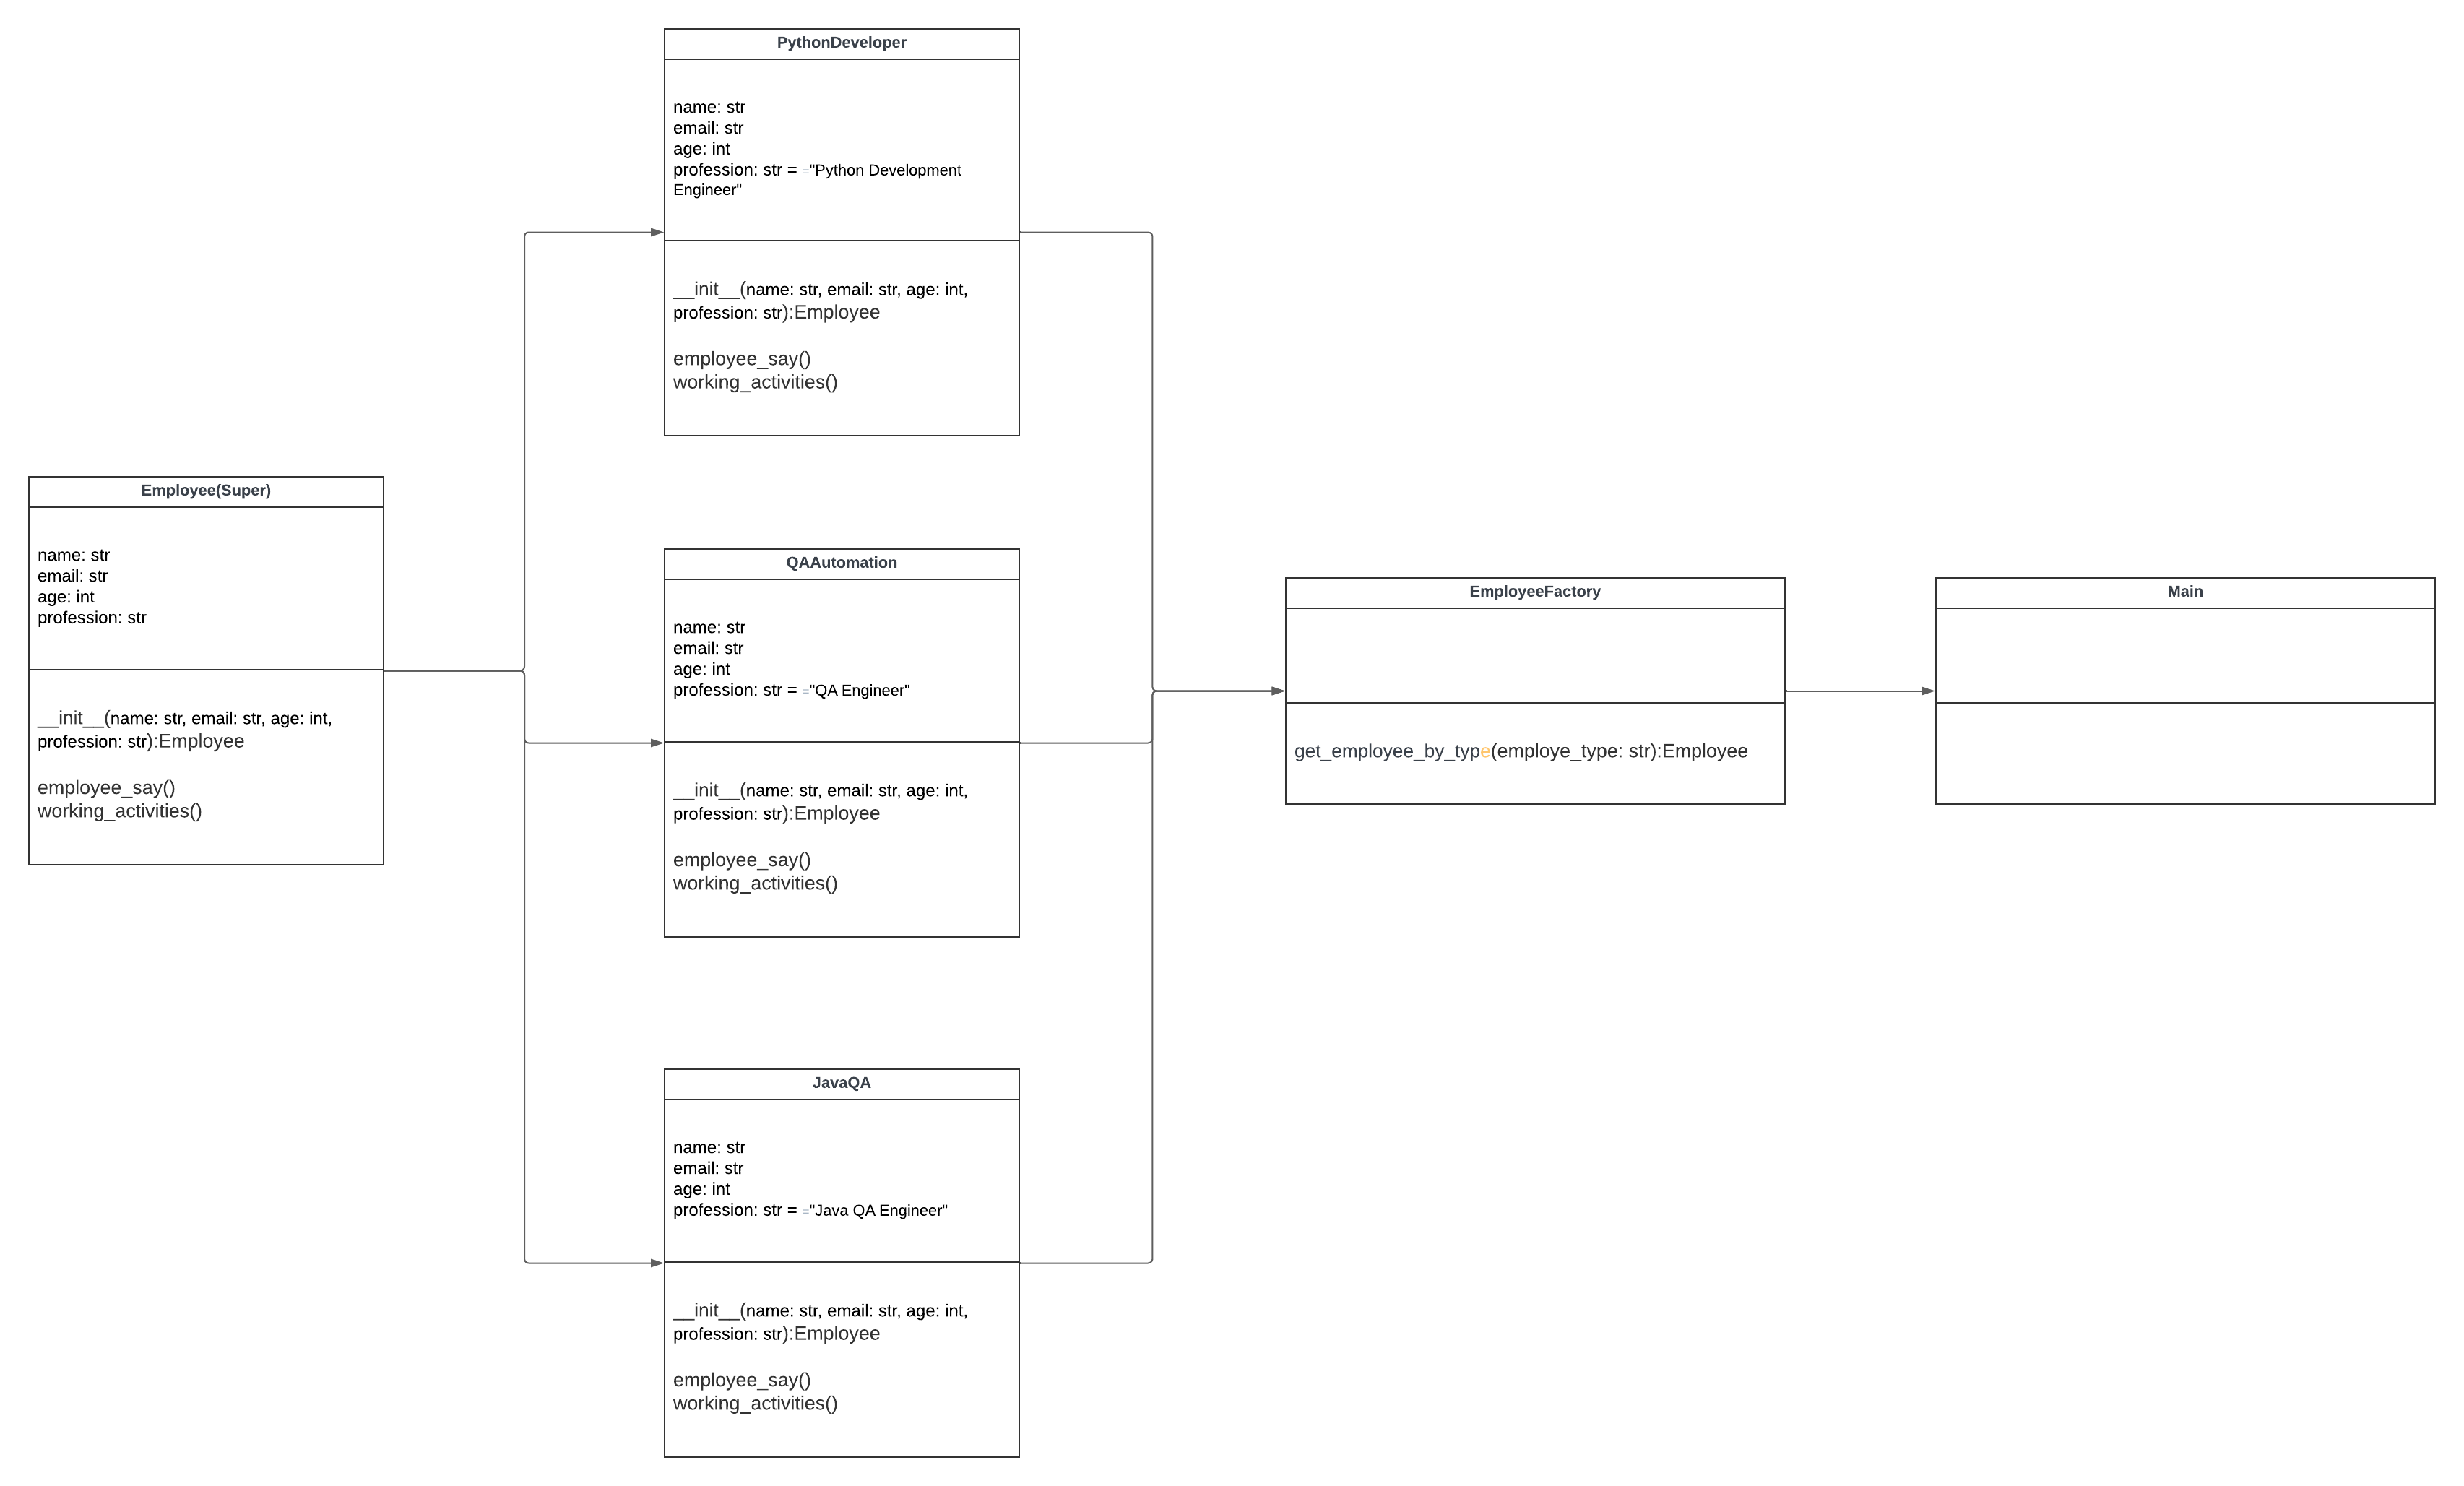 PythonDeveloper
name: str
email: str
age: int
profession: str = ="Python Development
Engineer"
__init__(name: str, email: str, age: int,
profession: str):Employee
employee_say()
working_activities()
Employee(Super)
name: str
email: str
age: int
profession: str
__init__(name: str, email: str, age: int,
profession: str):Employee
employee_say()
working_activities()
QAAutomation
name: str
email: str
age: int
profession: str = ="QA Engineer"
__init__(name: str, email: str, age: int,
profession: str):Employee
employee_say()
working_activities()
JavaQA
name: str
email: str
age: int
profession: str = ="Java QA Engineer"
__init__(name: str, email: str, age: int,
profession: str):Employee
employee_say()
working_activities()
EmployeeFactory
get_employee_by_type(employe_type: str):Employee
Main